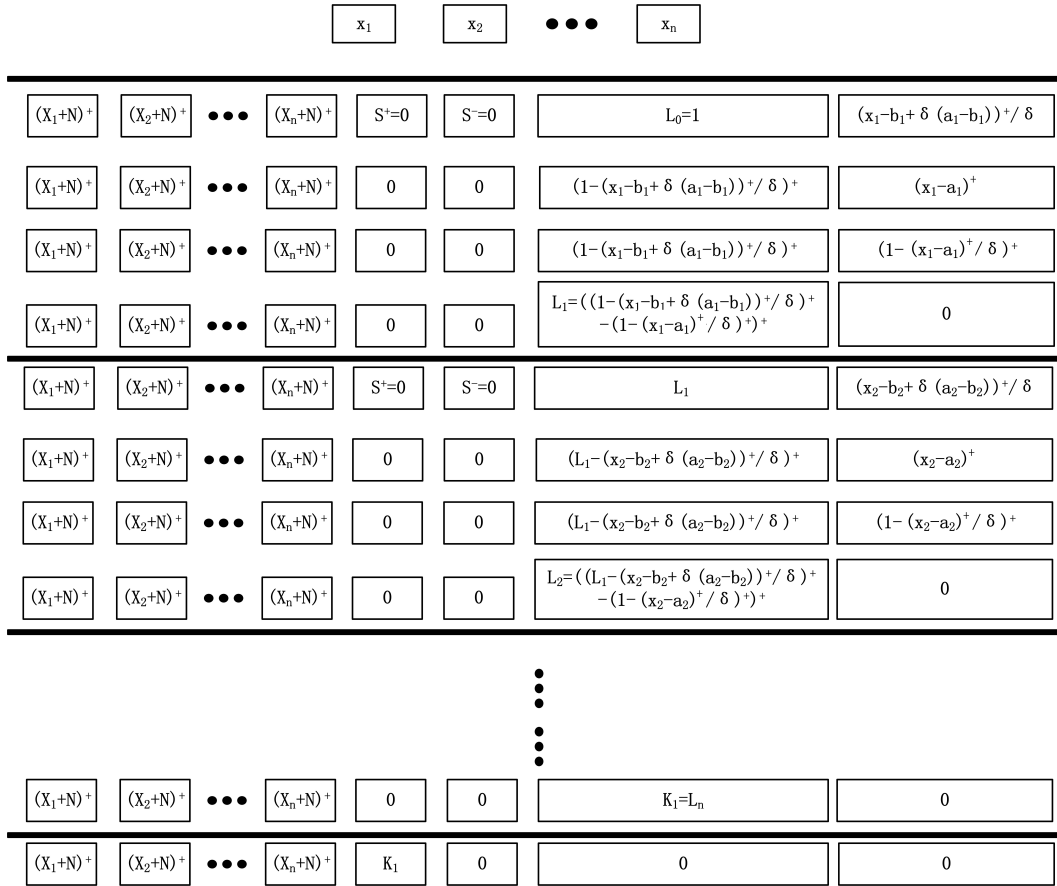 x₁ x₂ ●●● xₙ
(X₁+N)⁺ (X₂+N)⁺ ●●● (Xₙ+N)⁺ S⁺=0 S⁻=0 L₀=1 (x₁-b₁+δ(a₁-b₁))⁺/δ
(X₁+N)⁺ (X₂+N)⁺ ●●● (Xₙ+N)⁺ 0 0 (1-(x₁-b₁+δ(a₁-b₁))⁺/δ)⁺ (x₁-a₁)⁺
(X₁+N)⁺ (X₂+N)⁺ ●●● (Xₙ+N)⁺ 0 0 (1-(x₁-b₁+δ(a₁-b₁))⁺/δ)⁺ (1-(x₁-a₁)⁺/δ)⁺
(X₁+N)⁺ (X₂+N)⁺ ●●● (Xₙ+N)⁺ 0 0 L₁=((1-(x₁-b₁+δ(a₁-b₁))⁺/δ)⁺
-(1-(x₁-a₁)⁺/δ)⁺)⁺ 0
(X₁+N)⁺ (X₂+N)⁺ ●●● (Xₙ+N)⁺ S⁺=0 S⁻=0 L₁ (x₂-b₂+δ(a₂-b₂))⁺/δ
(X₁+N)⁺ (X₂+N)⁺ ●●● (Xₙ+N)⁺ 0 0 (L₁-(x₂-b₂+δ(a₂-b₂))⁺/δ)⁺ (x₂-a₂)⁺
(X₁+N)⁺ (X₂+N)⁺ ●●● (Xₙ+N)⁺ 0 0 (L₁-(x₂-b₂+δ(a₂-b₂))⁺/δ)⁺ (1-(x₂-a₂)⁺/δ)⁺
(X₁+N)⁺ (X₂+N)⁺ ●●● (Xₙ+N)⁺ 0 0 L₂=((L₁-(x₂-b₂+δ(a₂-b₂))⁺/δ)⁺
-(1-(x₂-a₂)⁺/δ)⁺)⁺ 0
(X₁+N)⁺ (X₂+N)⁺ ●●● (Xₙ+N)⁺ 0 0 K₁=Lₙ 0
(X₁+N)⁺ (X₂+N)⁺ ●●● (Xₙ+N)⁺ K₁ 0 0 0